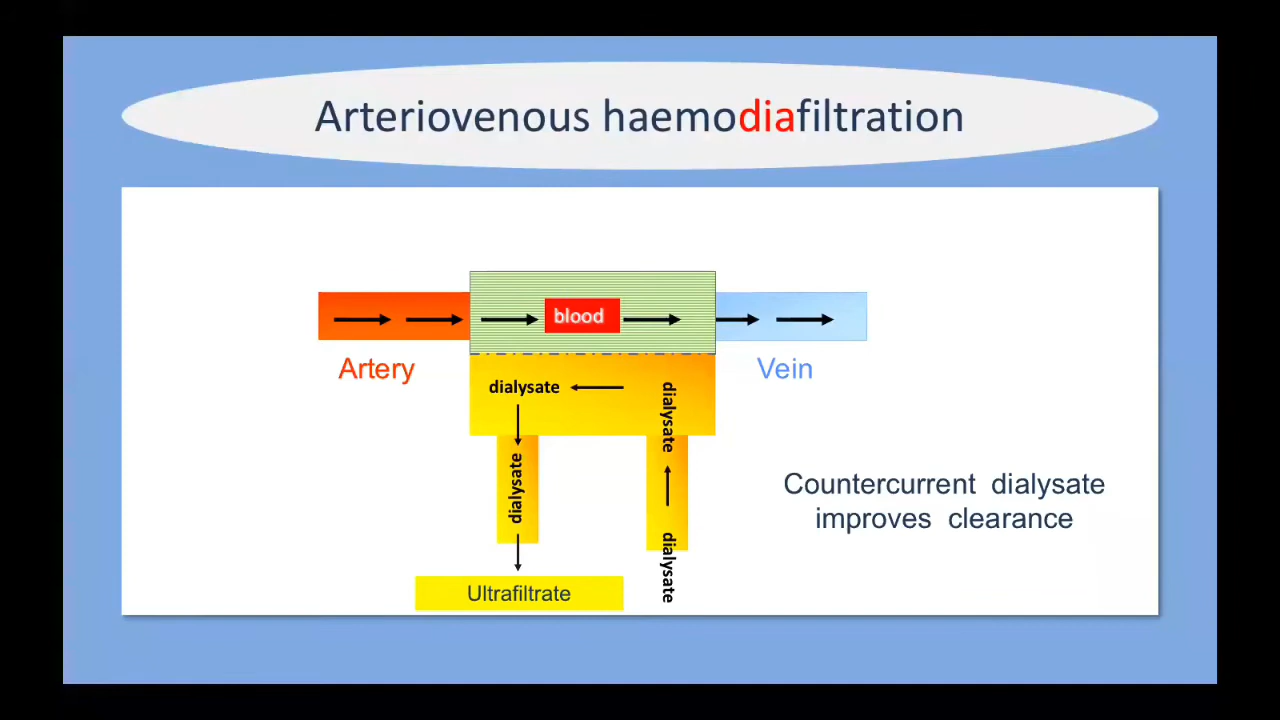 Arteriovenous haemodiafiltration
blood
Artery
Vein
dialysate
dialysate
dialysate
dialysate
Countercurrent dialysate
improves clearance
Ultrafiltrate